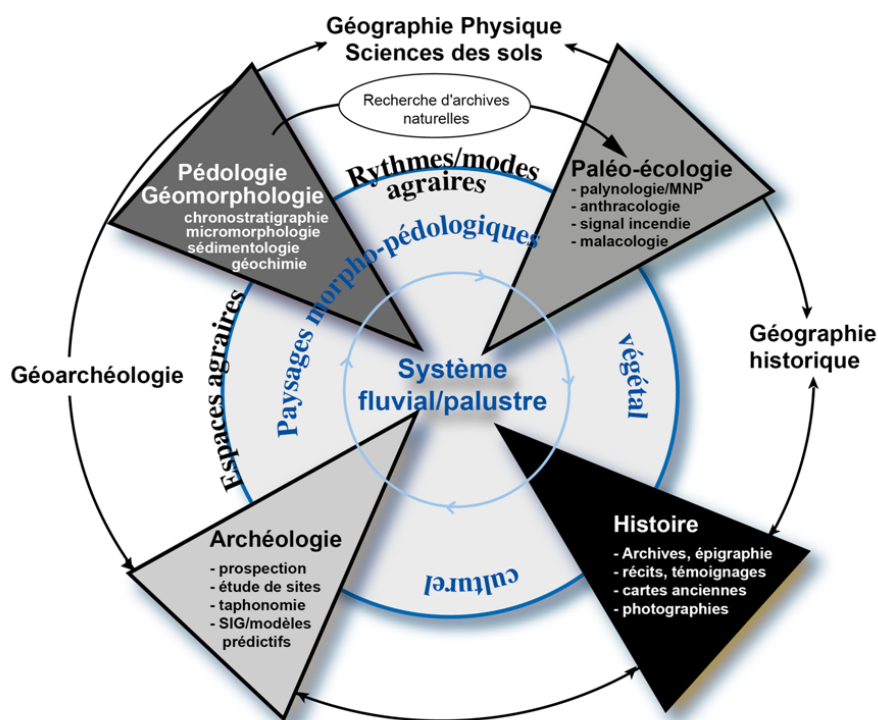 Géographie Physique
Sciences des sols
Recherche d'archives
naturelles
Rythmes/modes
agraires
Pédologie
Géomorphologie
chronostratigraphie
micromorphologie
sédimentologie
géochimie
Paléo-écologie
- palynologie/MNP
- anthracologie
- signal incendie
- malacologie
Paysages morpho-pédologiques
Espaces agraires
végétal
Géographie
historique
Géoarchéologie
Système
fluvial/palustre
Archéologie
- prospection
- étude de sites
- taphonomie
- SIG/modèles
prédictifs
culturel
Histoire
- Archives, épigraphie
- récits, témoignages
- cartes anciennes
- photographies